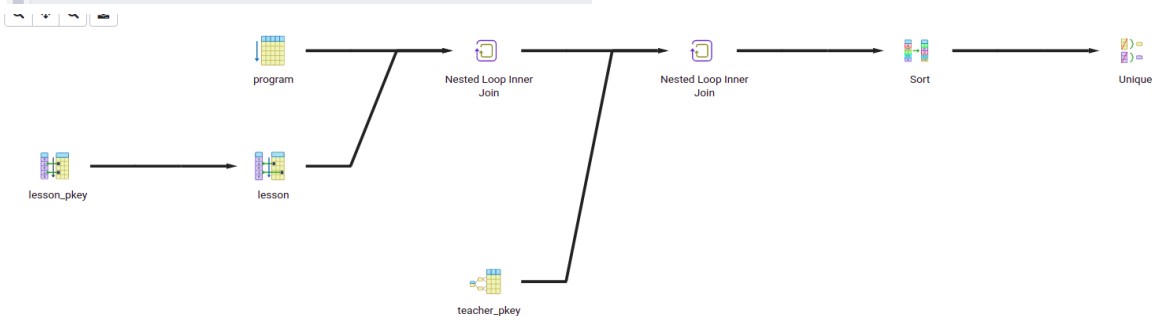 program
Nested Loop Inner
Join
Nested Loop Inner
Join
Sort
Unique
lesson_pkey
lesson
teacher_pkey